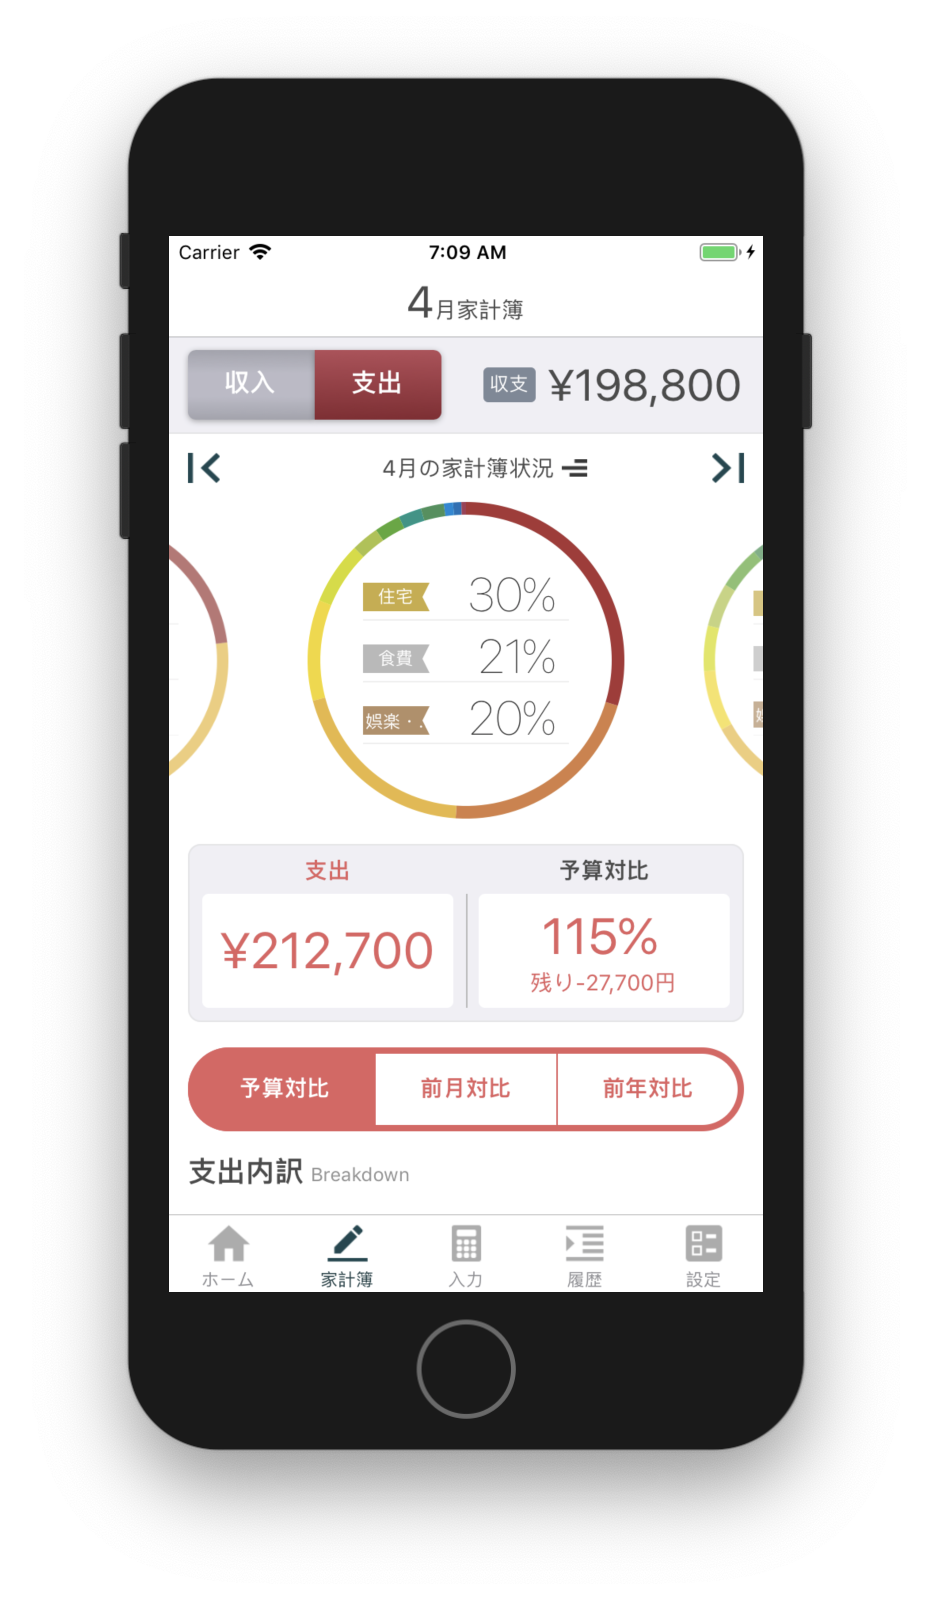 Carrier 7:09 AM
4月家計簿
収入 支出 収支 ¥198,800
4月の家計簿状況
住宅 30%
食費 21%
娯楽・. 20%
支出 予算対比
¥212,700 115%
残り-27,700円
予算対比 前月対比 前年対比
支出内訳 Breakdown
ホーム 家計簿 入力 履歴 設定